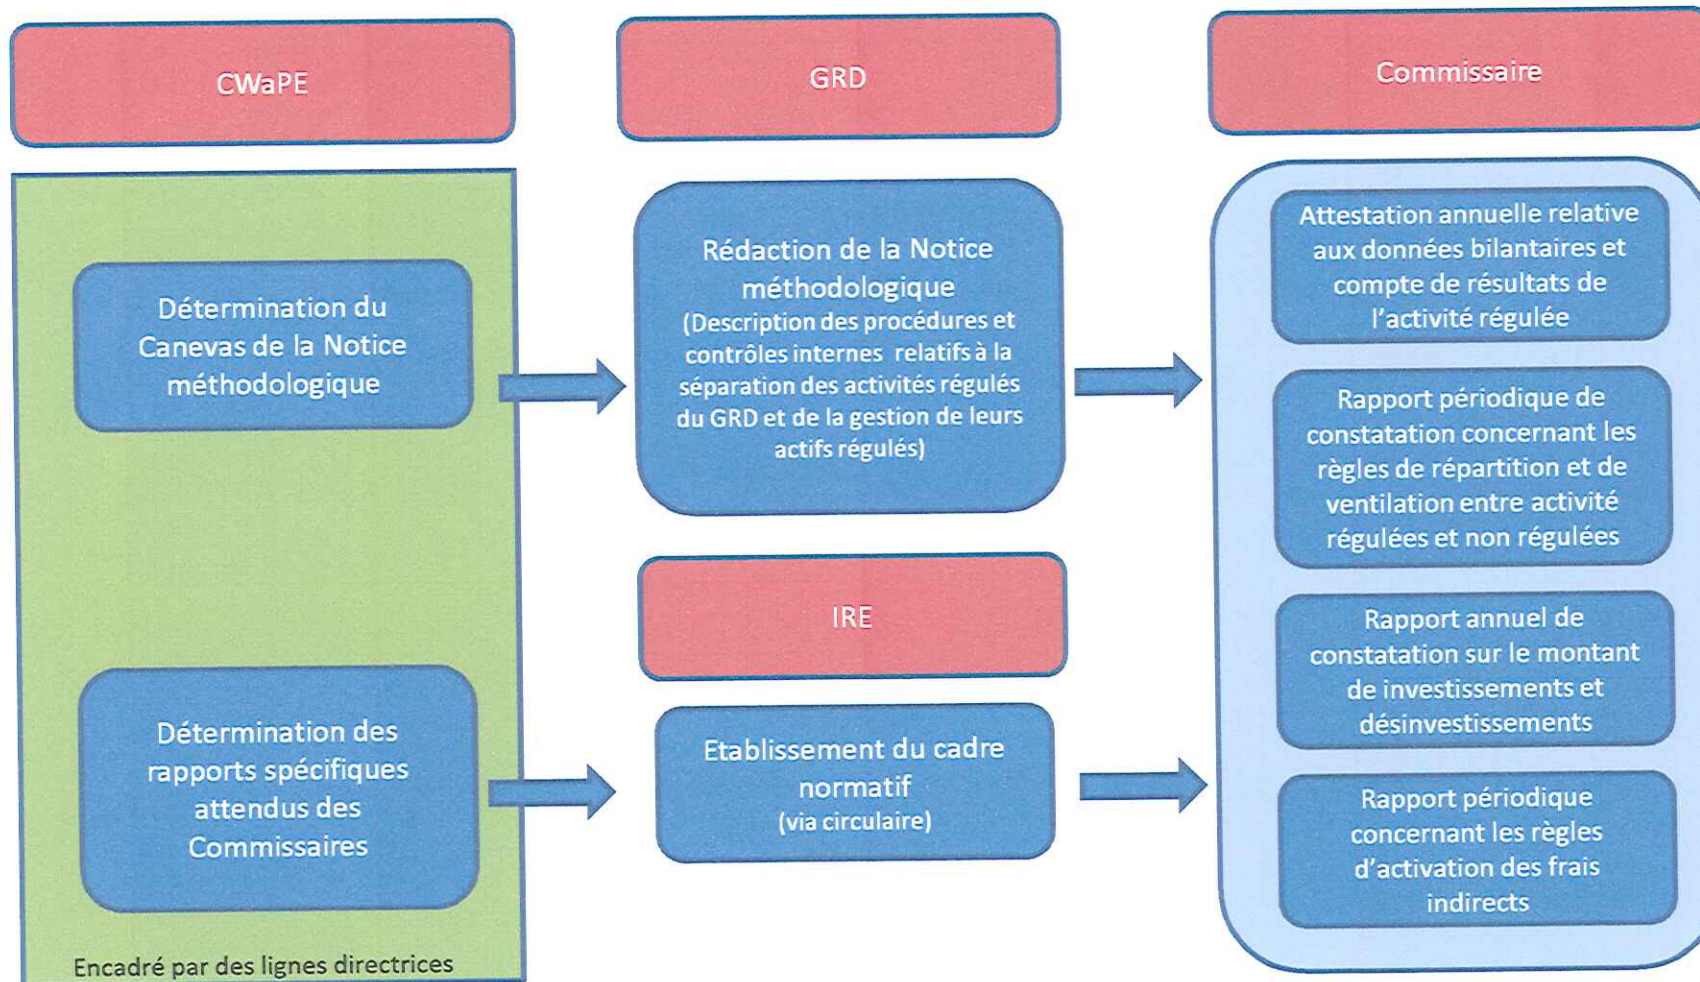 CWaPE
Détermination du
Canevas de la Notice
méthodologique
Détermination des
rapports spécifiques
attendus des
Commissaires
Encadré par des lignes directrices
GRD
Rédaction de la Notice
méthodologique
(Description des procédures et
contrôles internes relatifs à la
séparation des activités régulés
du GRD et de la gestion de leurs
actifs régulés)
IRE
Etablissement du cadre
normatif
(via circulaire)
Commissaire
Attestation annuelle relative
aux données bilantaires et
compte de résultats de
l'activité régulée
Rapport périodique de
constatation concernant les
règles de répartition et de
ventilation entre activité
régulées et non régulées
Rapport annuel de
constatation sur le montant
de investissements et
désinvestissements
Rapport périodique
concernant les règles
d'activation des frais
indirects